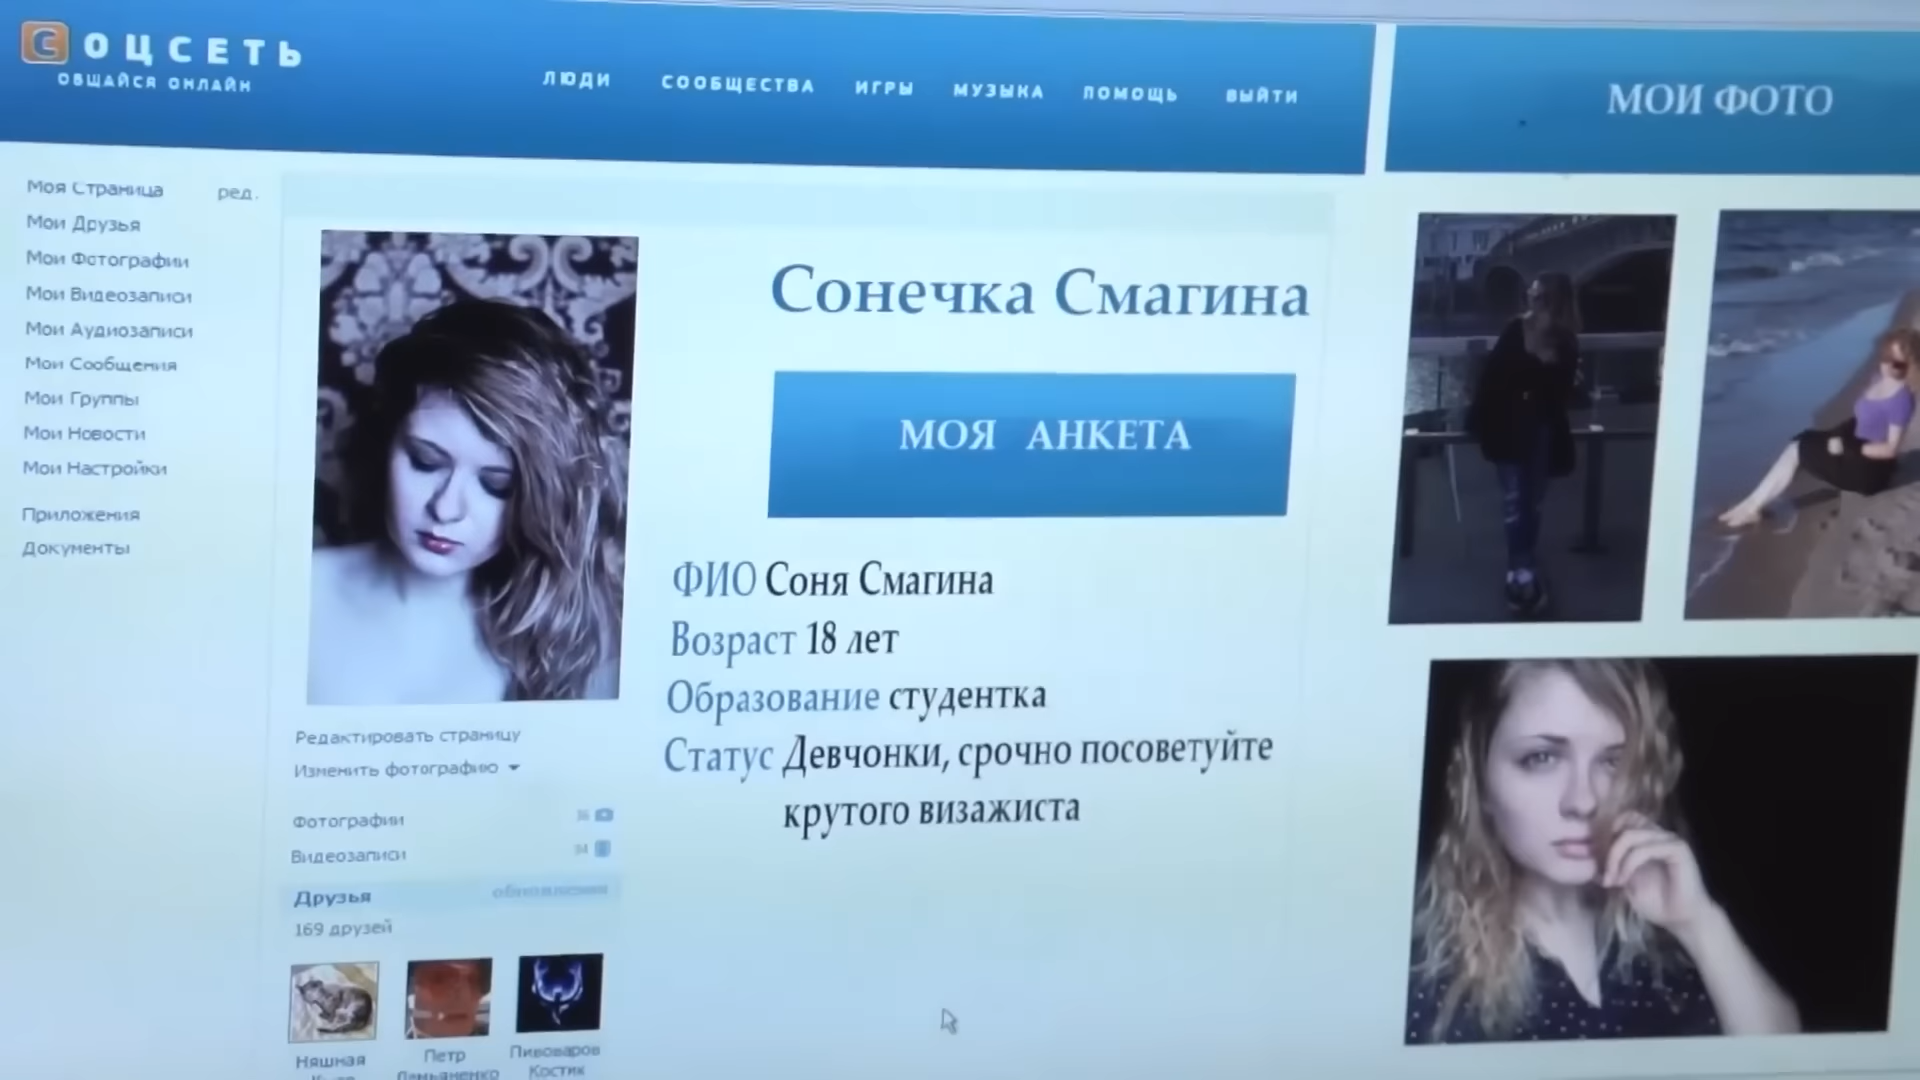 СОЦСЕТЬ
ОБЩАЙСЯ ОНЛАЙН
ЛЮДИ СООБЩЕСТВА ИГРЫ МУЗЫКА ПОМОЩЬ ВЫЙТИ
МОИ ФОТО
Моя Страница ред.
Мои Друзья
Мои Фотографии
Мои Видеозаписи
Мои Аудиозаписи
Мои Сообщения
Мои Группы
Мои Новости
Мои Настройки
Приложения
Документы
Сонечка Смагина
МОЯ АНКЕТА
ФИО Соня Смагина
Возраст 18 лет
Образование студентка
Статус Девчонки, срочно посоветуйте
крутого визажиста
Редактировать страницу
Изменить фотографию
Фотографии
Видеозаписи
Друзья обновления
169 друзей
Няшная
Петр
Пивоваров
Костик